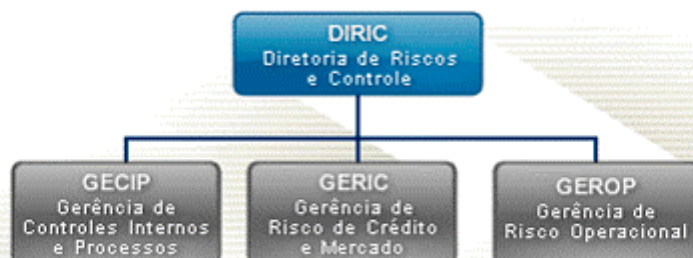 DIRIC
Diretoria de Riscos
e Controle
GECIP
Gerência de
Controles Internos
e Processos
GERIC
Gerência de
Risco de Crédito
e Mercado
GEROP
Gerência de
Risco Operacional